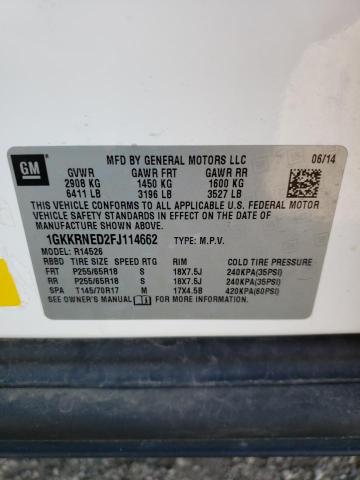 GM
MFD BY GENERAL MOTORS LLC 06/14
GVWR GAWR FRT GAWR RR
2908 KG 1450 KG 1600 KG
6411 LB 3196 LB 3527 LB
THIS VEHICLE CONFORMS TO ALL APPLICABLE U.S. FEDERAL MOTOR
VEHICLE SAFETY AND THEFT PREVENTION STANDARDS IN EFFECT ON THE DATE OF
MANUFACTURE SHOWN ABOVE.
1GKKRNED2FJ114662 TYPE: M.P.V.
MODEL: R14526
RBBD TIRE SIZE SPEED RTG RIM COLD TIRE PRESSURE
FRT P255/65R18 S 18X7.5J 240KPA(35PSI)
RR P255/65R18 S 18X7.5J 240KPA(35PSI)
SPA T145/70R17 M 17X4.5B 420KPA(60PSI)
SEE OWNER'S MANUAL FOR ADDITIONAL INFORMATION.